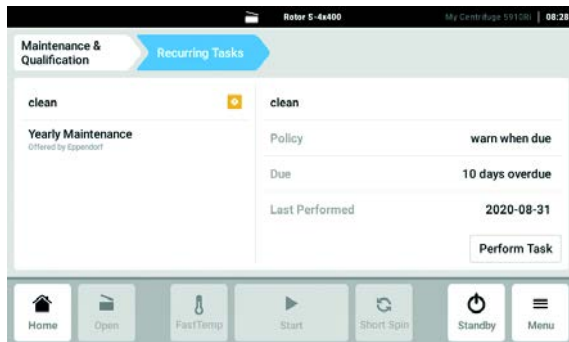 Rotor S-4x400
My Centrifuge 5910Ri | 08:28
Maintenance &
Qualification
Recurring Tasks
clean
Yearly Maintenance
Offered by Eppendorf
clean
Policy warn when due
Due 10 days overdue
Last Performed 2020-08-31
Perform Task
Home Open FastTemp Start Short Spin Standby Menu